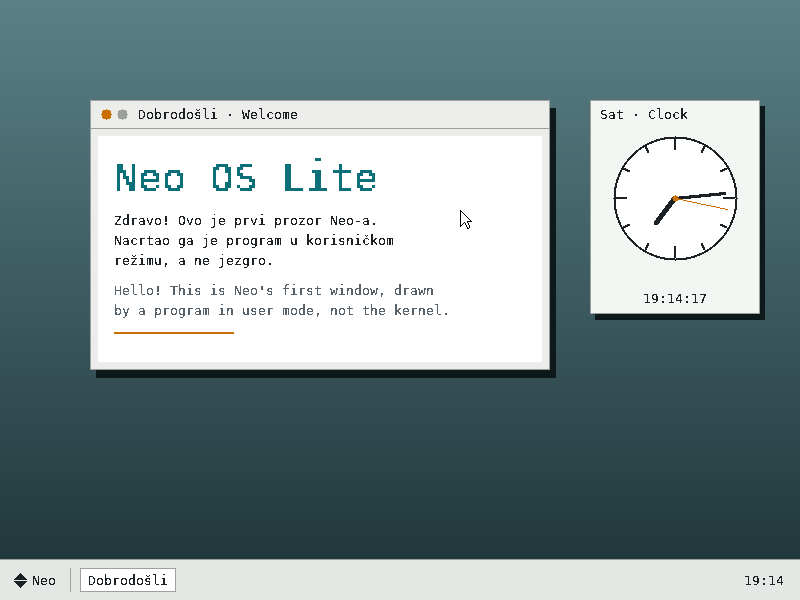 Dobrodošli · Welcome
Neo OS Lite
Zdravo! Ovo je prvi prozor Neo-a.
Nacrtao ga je program u korisničkom
režimu, a ne jezgro.
Hello! This is Neo's first window, drawn
by a program in user mode, not the kernel.
Sat · Clock
19:14:17
Neo
Dobrodošli
19:14